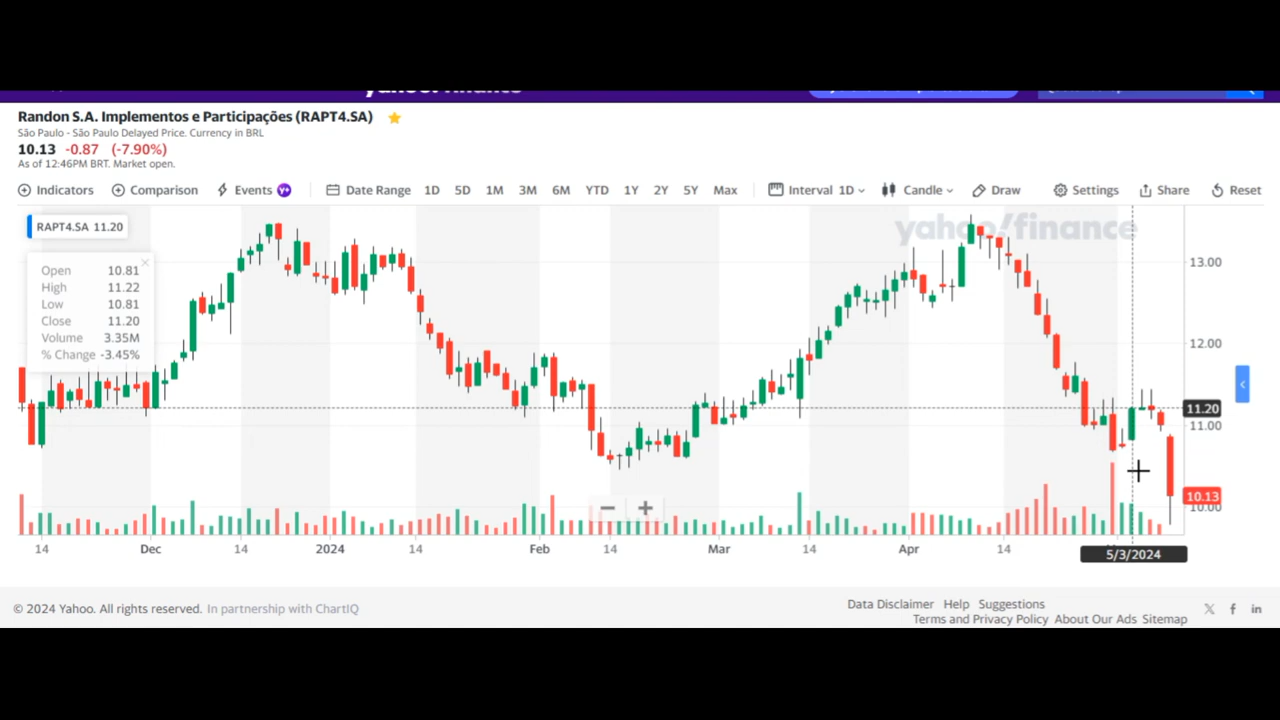 Randon S.A. Implementos e Participações (RAPT4.SA)
São Paulo - São Paulo Delayed Price. Currency in BRL
10.13 -0.87 (-7.90%)
As of 12:46PM BRT. Market open.
Indicators Comparison Events Y+ Date Range 1D 5D 1M 3M 6M YTD 1Y 2Y 5Y Max Interval 1D Candle Draw Settings Share Reset
RAPT4.SA 11.20
yahoo!finance
Open 10.81
High 11.22
Low 10.81
Close 11.20
Volume 3.35M
% Change -3.45%
13.00
12.00
11.20
11.00
10.13
10.00
14 Dec 14 2024 14 Feb 14 Mar 14 Apr 14
5/3/2024
© 2024 Yahoo. All rights reserved. In partnership with ChartIQ
Data Disclaimer Help Suggestions
Terms and Privacy Policy About Our Ads Sitemap